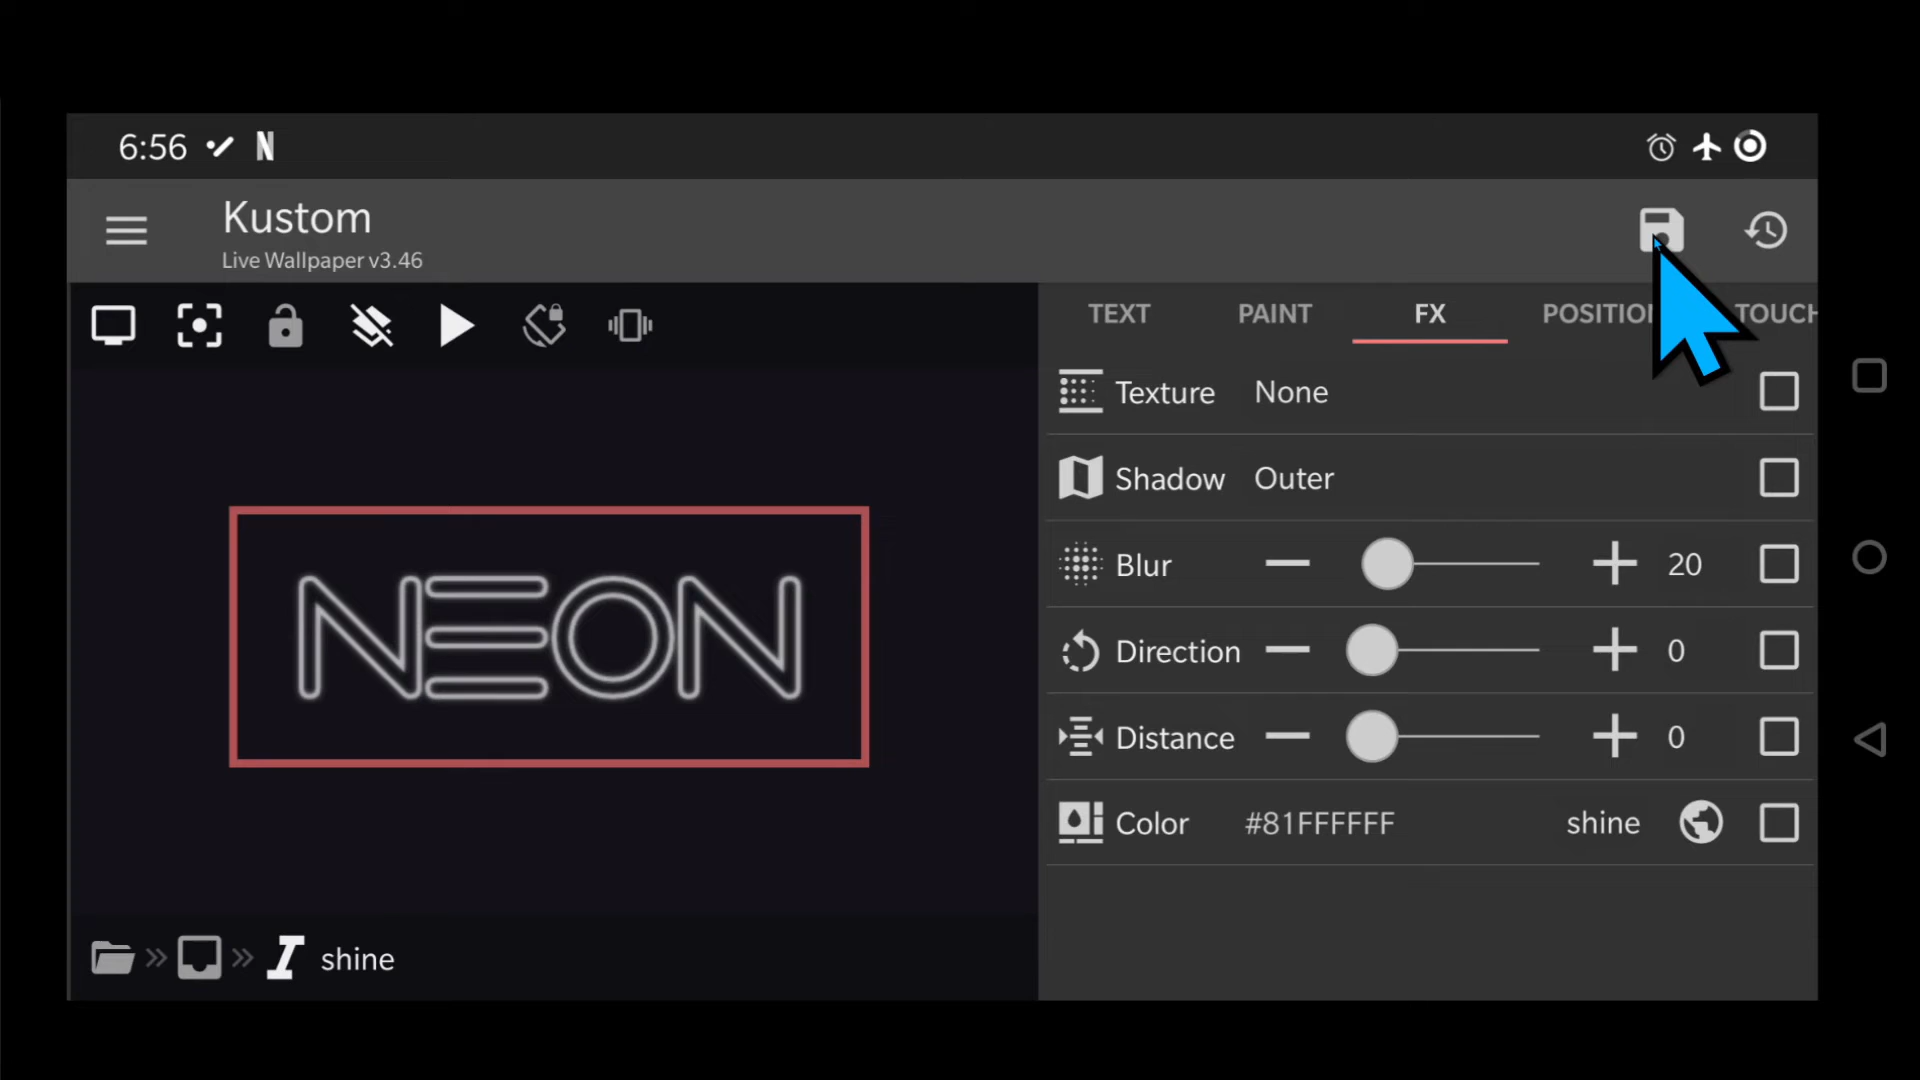 6:56 N
Kustom
Live Wallpaper v3.46
TEXT PAINT FX POSITION TOUCH
Texture None
Shadow Outer
Blur 20
Direction 0
Distance 0
Color #81FFFFFF shine
NEON
shine